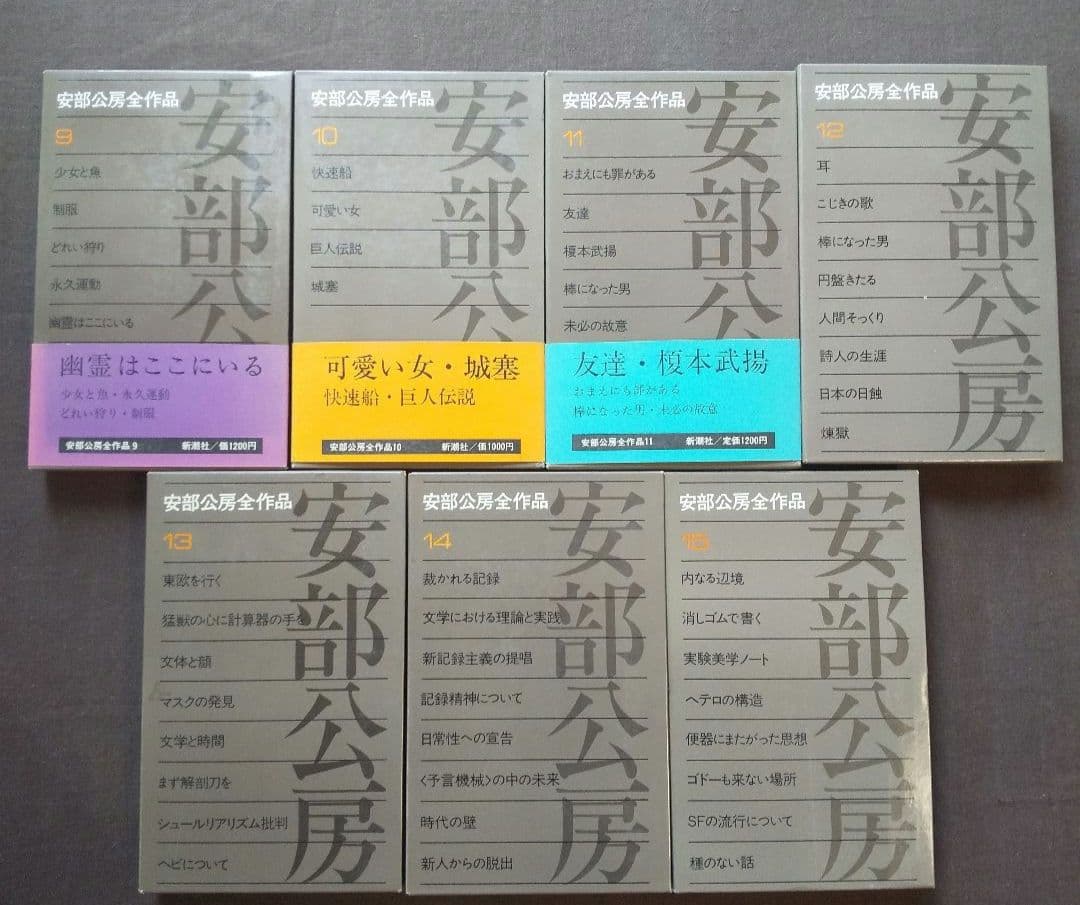 安部公房全作品
9
少女と魚
制服
どれい狩り
永久運動
幽霊はここにいる
安部公
幽霊はここにいる
少女と魚・永久運動
どれい狩り・制服
安部公房全作品9 新潮社/価1200円
安部公房全作品
10
快速船
可愛い女
巨人伝説
城塞
安部公
可愛い女・城塞
快速船・巨人伝説
安部公房全作品10 新潮社/価1000円
安部公房全作品
11
おまえにも罪がある
友達
榎本武揚
棒になった男
未必の故意
安部公
友達・榎本武揚
おまえにも罪がある
棒になった男・未必の故意
安部公房全作品11 新潮社/定価1200円
安部公房全作品
12
耳
こじきの歌
棒になった男
円盤きたる
人間そっくり
詩人の生涯
日本の日蝕
煉獄
安部公房
安部公房全作品
13
東欧を行く
猛獣の心に計算器の手を
文体と顔
マスクの発見
文学と時間
まず解剖刀を
シュールリアリズム批判
ヘビについて
安部公房
安部公房全作品
14
裁かれる記録
文学における理論と実践
新記録主義の提唱
記録精神について
日常性への宣告
〈予言機械〉の中の未来
時代の壁
新人からの脱出
安部公房
安部公房全作品
15
内なる辺境
消しゴムで書く
実験美学ノート
ヘテロの構造
便器にまたがった思想
ゴドーも来ない場所
SFの流行について
種のない話
安部公房